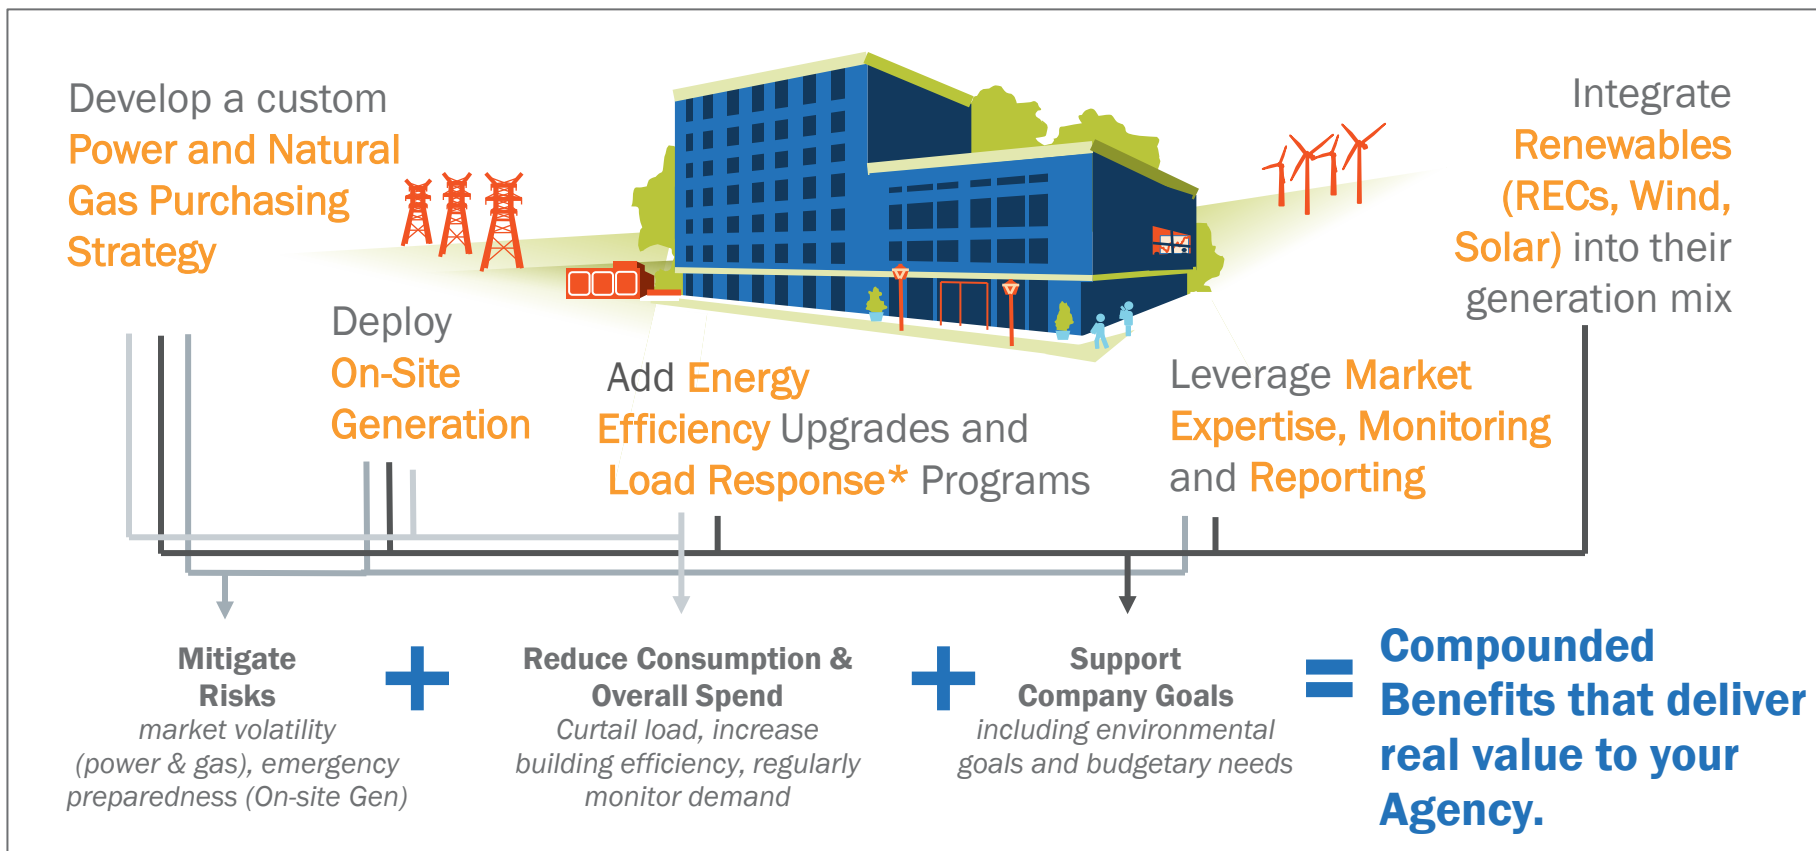 Develop a custom
Power and Natural
Gas Purchasing
Strategy
Deploy
On-Site
Generation
Add Energy
Efficiency Upgrades and
Load Response* Programs
Leverage Market
Expertise, Monitoring
and Reporting
Integrate
Renewables
(RECs, Wind,
Solar) into their
generation mix
Mitigate
Risks
market volatility
(power & gas), emergency
preparedness (On-site Gen)
+
Reduce Consumption &
Overall Spend
Curtail load, increase
building efficiency, regularly
monitor demand
+
Support
Company Goals
including environmental
goals and budgetary needs
=
Compounded
Benefits that deliver
real value to your
Agency.